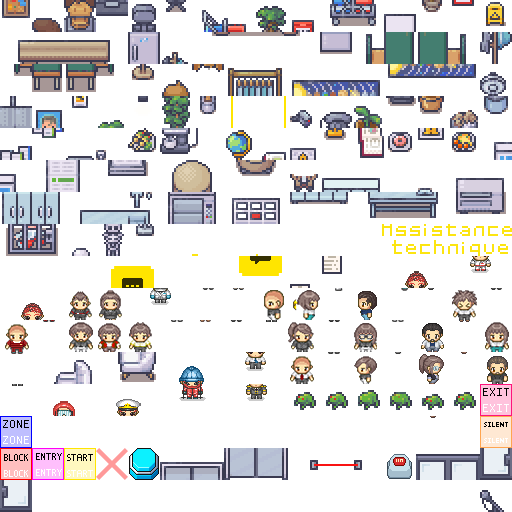 Assistance
technique
EXIT
EXIT
ZONE
ZONE
SILENT
SILENT
BLOCK
BLOCK
ENTRY
ENTRY
START
START